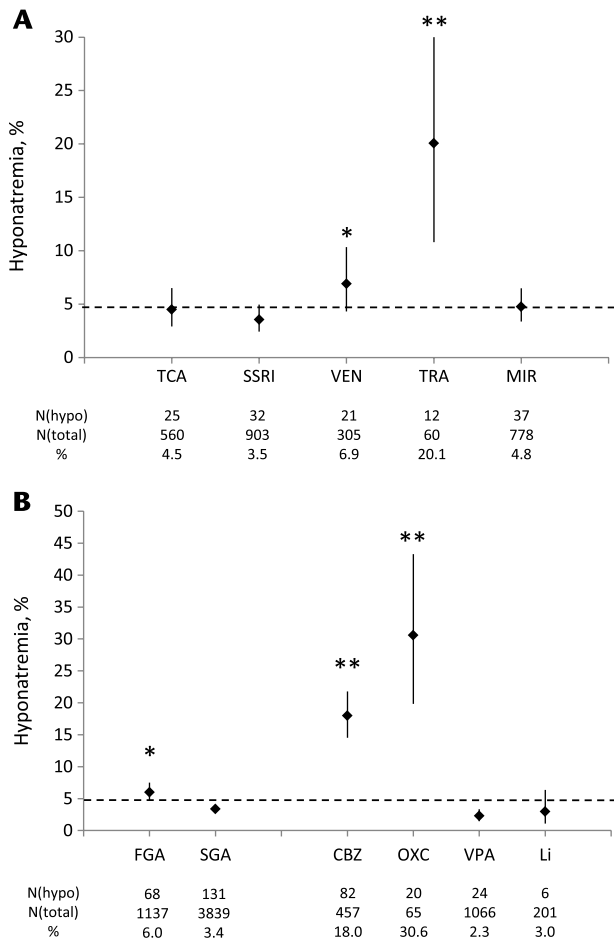 A
**
30
25
20
*
15
10
5
0
Hyponatremia, %
TCA SSRI VEN TRA MIR
N(hypo) 25 32 21 12 37
N(total) 560 903 305 60 778
% 4.5 3.5 6.9 20.1 4.8
B
50
45
**
40
35
30
25
**
20
15
*
10
5
0
Hyponatremia, %
FGA SGA CBZ OXC VPA Li
N(hypo) 68 131 82 20 24 6
N(total) 1137 3839 457 65 1066 201
% 6.0 3.4 18.0 30.6 2.3 3.0